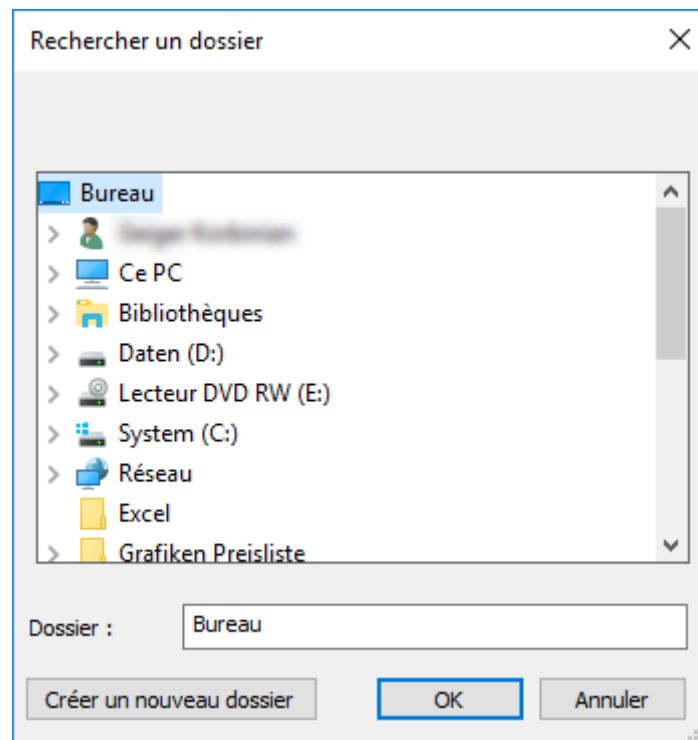 Rechercher un dossier
Bureau
Ce PC
Bibliothèques
Daten (D:)
Lecteur DVD RW (E:)
System (C:)
Réseau
Excel
Grafiken Preisliste
Dossier : Bureau
Créer un nouveau dossier OK Annuler